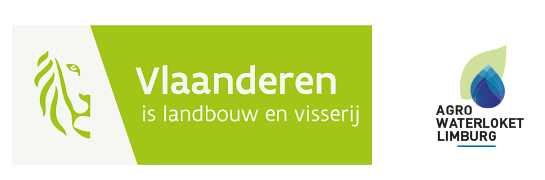 Vlaanderen
is landbouw en visserij
AGRO
WATERLOKET
LIMBURG